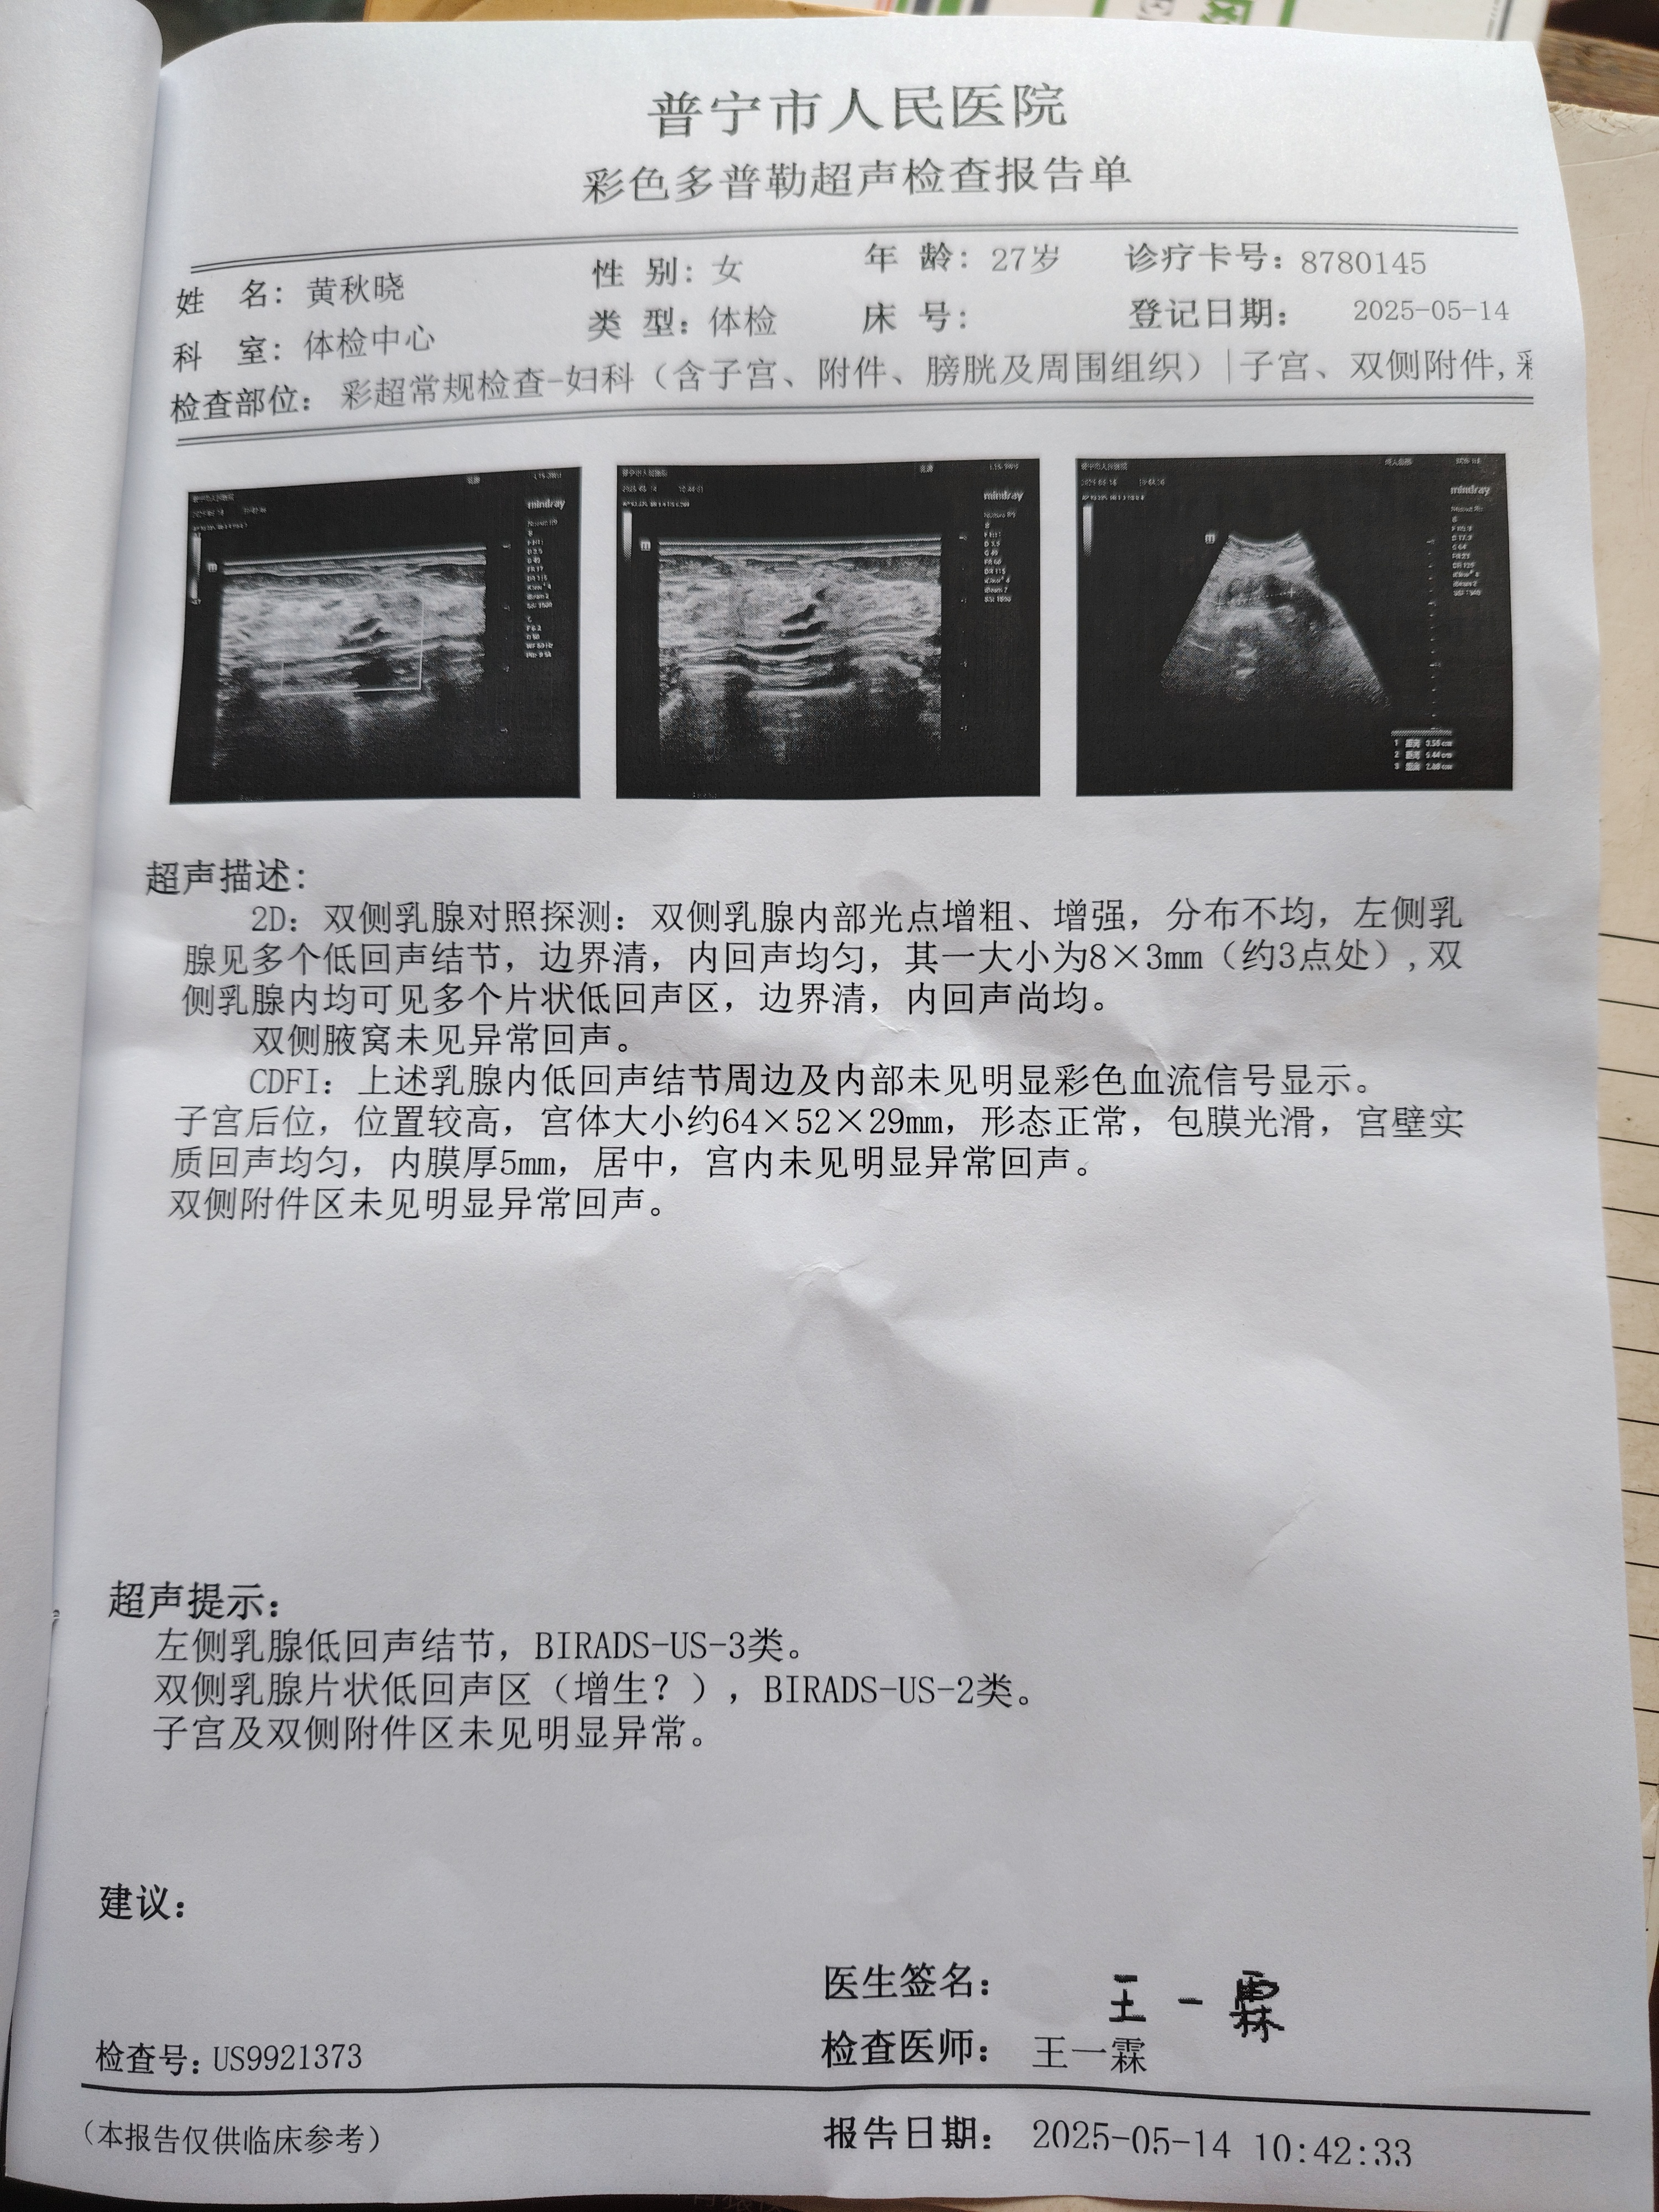 普宁市人民医院
彩色多普勒超声检查报告单
姓 名：黄秋晓 性 别：女 年 龄：27岁 诊疗卡号：8780145
科 室：体检中心 类 型：体检 床 号： 登记日期： 2025-05-14
检查部位：彩超常规检查-妇科（含子宫、附件、膀胱及周围组织）|子宫、双侧附件,
mindray
mindray
mindray
超声描述：
2D：双侧乳腺对照探测：双侧乳腺内部光点增粗、增强，分布不均，左侧乳
腺见多个低回声结节，边界清，内回声均匀，其一大小为8×3mm（约3点处）,双
侧乳腺内均可见多个片状低回声区，边界清，内回声尚均。
双侧腋窝未见异常回声。
CDFI：上述乳腺内低回声结节周边及内部未见明显彩色血流信号显示。
子宫后位，位置较高，宫体大小约64×52×29mm，形态正常，包膜光滑，宫壁实
质回声均匀，内膜厚5mm，居中，宫内未见明显异常回声。
双侧附件区未见明显异常回声。
超声提示：
左侧乳腺低回声结节，BIRADS-US-3类。
双侧乳腺片状低回声区（增生？），BIRADS-US-2类。
子宫及双侧附件区未见明显异常。
建议：
医生签名： 王一霖
检查号：US9921373 检查医师： 王一霖
（本报告仅供临床参考） 报告日期： 2025-05-14 10:42:33